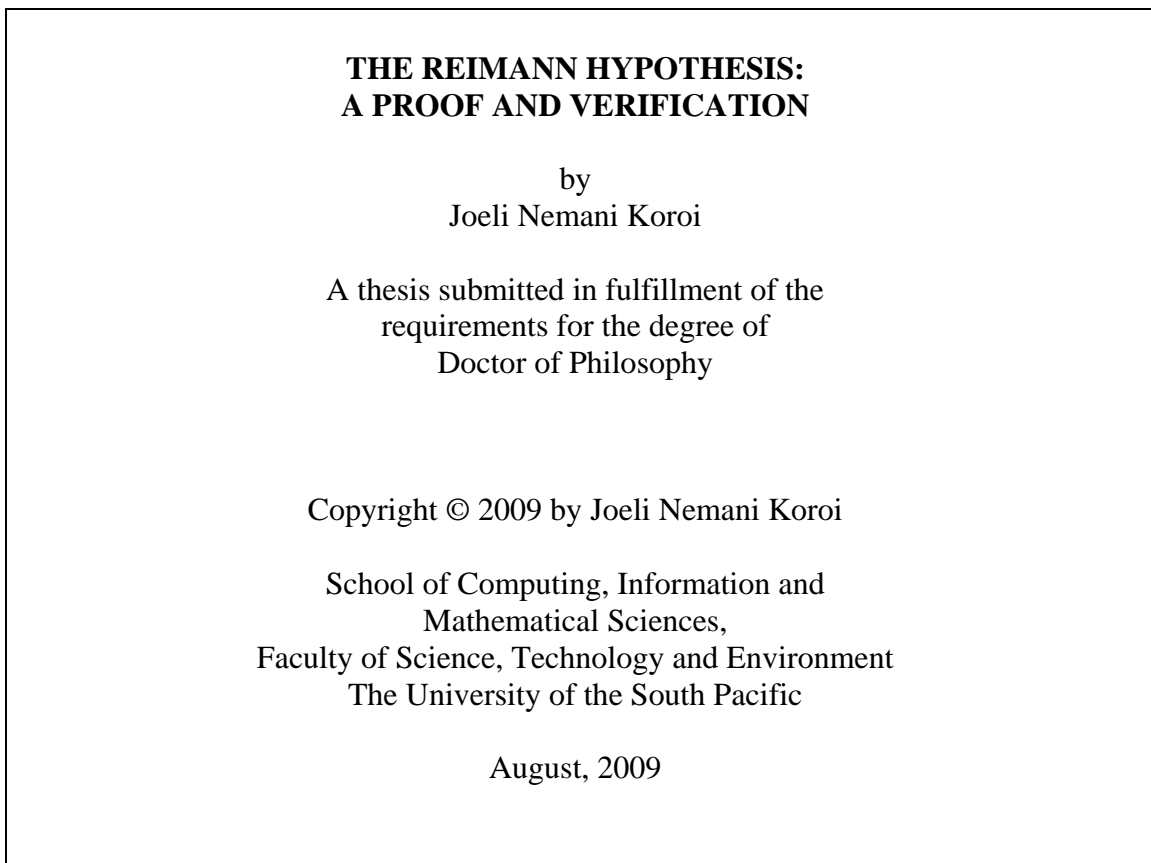 THE REIMANN HYPOTHESIS:
A PROOF AND VERIFICATION
by
Joeli Nemani Koroi
A thesis submitted in fulfillment of the
requirements for the degree of
Doctor of Philosophy
Copyright © 2009 by Joeli Nemani Koroi
School of Computing, Information and
Mathematical Sciences,
Faculty of Science, Technology and Environment
The University of the South Pacific
August, 2009